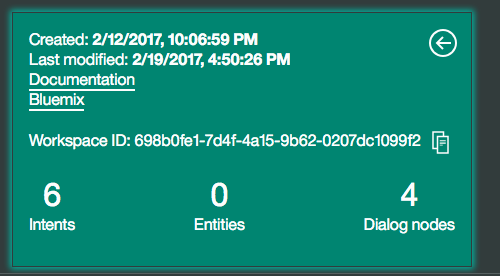 Created: 2/12/2017, 10:06:59 PM
Last modified: 2/19/2017, 4:50:26 PM
Documentation
Bluemix
Workspace ID: 698b0fe1-7d4f-4a15-9b62-0207dc1099f2
6 0 4
Intents Entities Dialog nodes